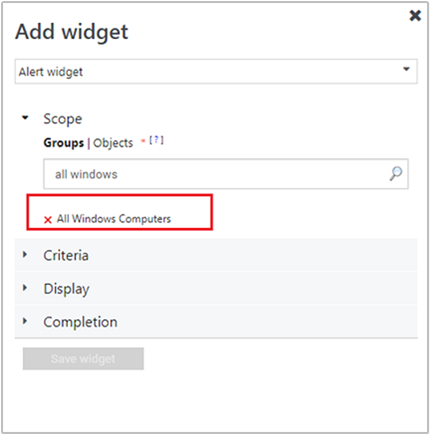 Add widget
Alert widget
Scope
Groups | Objects * [?]
all windows
All Windows Computers
Criteria
Display
Completion
Save widget